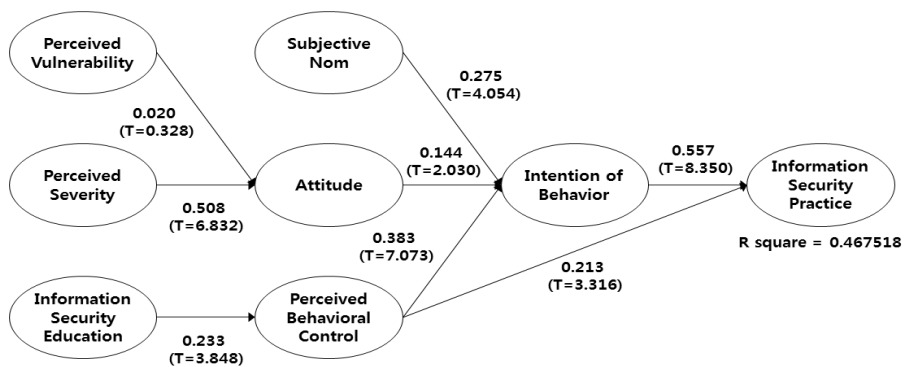 Perceived
Vulnerability
Subjective
Nom
0.275
(T=4.054)
0.020
(T=0.328)
Perceived
Severity
0.508
(T=6.832)
Attitude
0.144
(T=2.030)
Intention of
Behavior
0.557
(T=8.350)
Information
Security
Practice
R square = 0.467518
0.383
(T=7.073)
0.213
(T=3.316)
Information
Security
Education
0.233
(T=3.848)
Perceived
Behavioral
Control